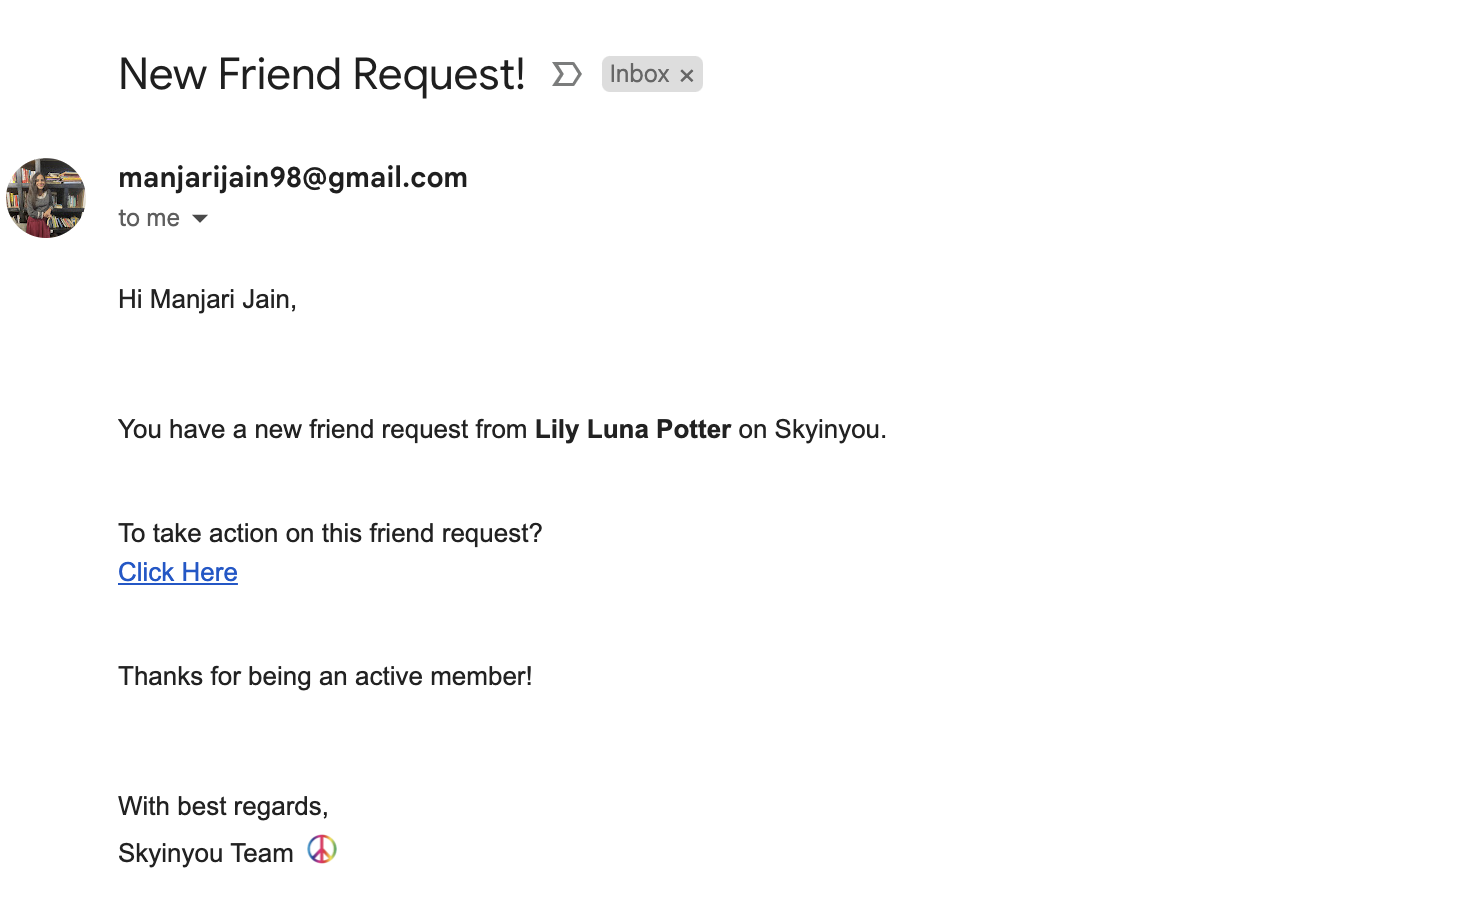 New Friend Request! Inbox ×
manjarijain98@gmail.com
to me
Hi Manjari Jain,
You have a new friend request from Lily Luna Potter on Skyinyou.
To take action on this friend request?
Click Here
Thanks for being an active member!
With best regards,
Skyinyou Team